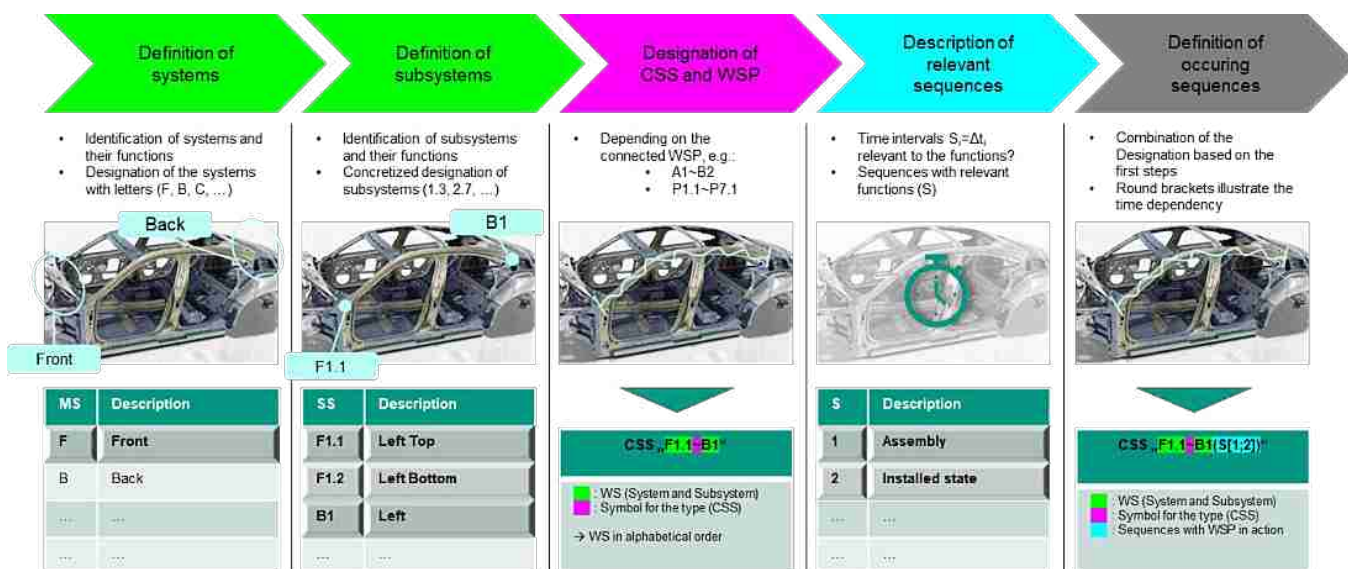 Definition of
systems
Definition of
subsystems
Designation of
CSS and WSP
Description of
relevant
sequences
Definition of
occuring
sequences
• Identification of systems and
their functions
• Designation of the systems
with letters (F, B, C, …)
• Identification of subsystems
and their functions
• Concretized designation of
subsystems (1.3, 2.7, …)
• Depending on the
connected WSP, e.g.:
• A1~B2
• P1.1~P7.1
• Time intervals Sᵢ=Δtᵢ
relevant to the functions?
• Sequences with relevant
functions (S)
• Combination of the
Designation based on the
first steps
• Round brackets illustrate the
time dependency
Back
Front
B1
F1.1
MS Description
F Front
B Back
… …
… …
SS Description
F1.1 Left Top
F1.2 Left Bottom
B1 Left
… …
CSS „F1.1~B1“
: WS (System and Subsystem)
: Symbol for the type (CSS)
→ WS in alphabetical order
S Description
1 Assembly
2 Installed state
… …
… …
CSS „F1.1~B1(S[1;2])“
: WS (System and Subsystem)
: Symbol for the type (CSS)
: Sequences with WSP in action